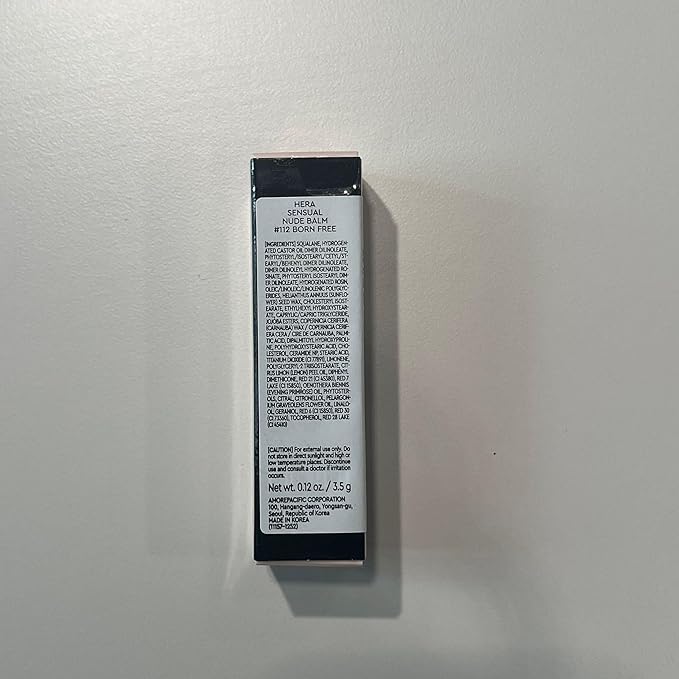 HERA
SENSUAL
NUDE BALM
#112 BORN FREE
[INGREDIENTS] SQUALANE, HYDROGEN-
ATED CASTOR OIL DIMER DILINOLEATE,
PHYTOSTERYL/ISOSTEARYL/CETYL/ST-
EARYL/BEHENYL DIMER DILINOLEATE,
DIMER DILINOLEYL HYDROGENATED RO-
SINATE, PHYTOSTERYL ISOSTEARYL DI-
MER DILINOLEATE, HYDROGENATED ROSIN,
OLEIC/LINOLEIC/LINOLENIC POLYGLYC-
ERIDES, HELIANTHUS ANNUUS (SUNFLO-
WER) SEED WAX, CHOLESTERYL ISOST-
EARATE, ETHYLHEXYL HYDROXYSTEAR-
ATE, CAPRYLIC/CAPRIC TRIGLYCERIDE,
JOJOBA ESTERS, COPERNICIA CERIFERA
(CARNAUBA) WAX / COPERNICIA CERIF-
ERA CERA / CIRE DE CARNAUBA, PALMI-
TIC ACID, DIPALMITOYL HYDROXYPROL-
INE, POLYHYDROXYSTEARIC ACID, CHO-
LESTEROL, CERAMIDE NP, STEARIC ACID,
TITANIUM DIOXIDE (CI 77891), LIMONENE,
POLYGLYCERYL-2 TRIISOSTEARATE, CIT-
RUS LIMON (LEMON) PEEL OIL, DIPHENYL
DIMETHICONE, RED 21 (CI 45380), RED 7
LAKE (CI 15850), OENOTHERA BIENNIS
(EVENING PRIMROSE) OIL, PHYTOSTER-
OLS, CITRAL, CITRONELLOL, PELARGON-
IUM GRAVEOLENS FLOWER OIL, LINALO-
OL, GERANIOL, RED 6 (CI 15850), RED 30
(CI 73360), TOCOPHEROL, RED 28 LAKE
(CI 45410)
[CAUTION] For external use only. Do
not store in direct sunlight and high or
low temperature places. Discontinue
use and consult a doctor if irritation
occurs.
Net wt. 0.12 oz. / 3.5 g
AMOREPACIFIC CORPORATION
100, Hangang-daero, Yongsan-gu,
Seoul, Republic of Korea
MADE IN KOREA
(11157-1252)